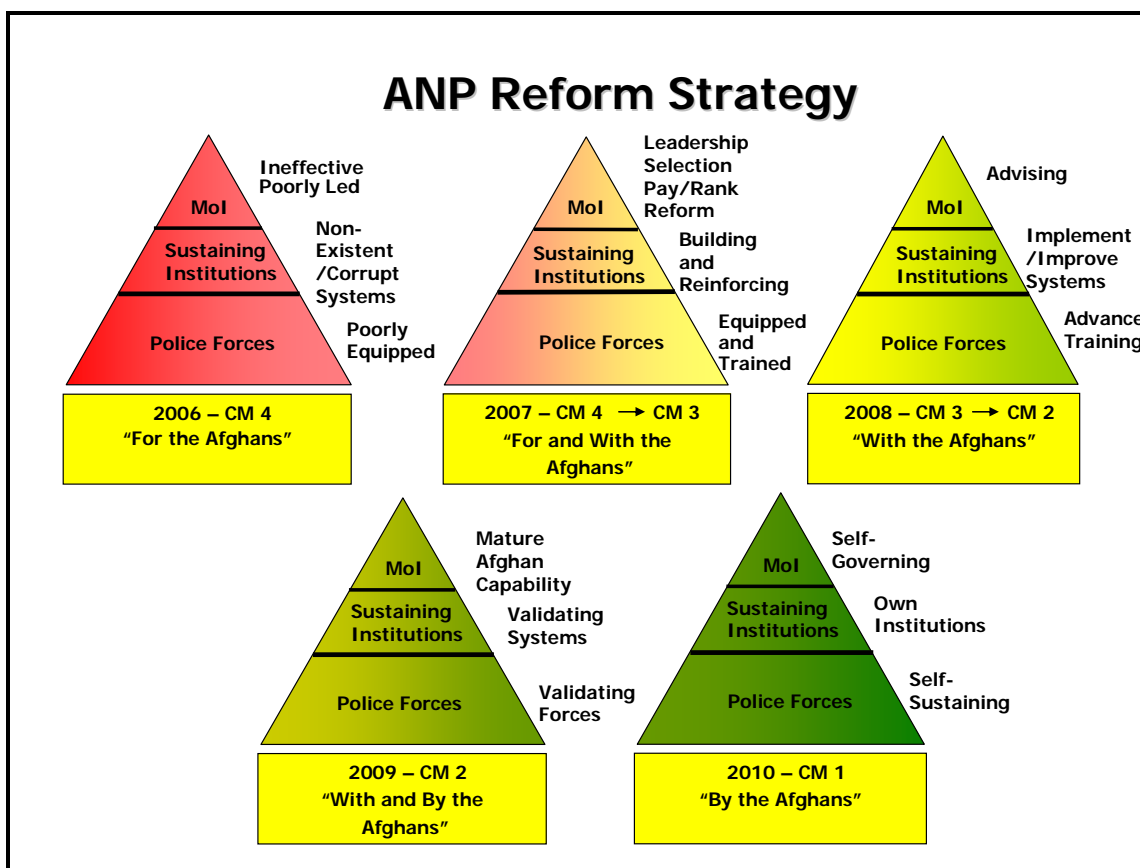 ANP Reform Strategy
Ineffective
Poorly Led
MoI
Non-
Existent
/Corrupt
Systems
Sustaining
Institutions
Poorly
Equipped
Police Forces
2006 – CM 4
“For the Afghans”
Leadership
Selection
Pay/Rank
Reform
MoI
Building
and
Reinforcing
Sustaining
Institutions
Equipped
and
Trained
Police Forces
2007 – CM 4 → CM 3
“For and With the
Afghans”
Advising
MoI
Implement
/Improve
Systems
Sustaining
Institutions
Advance
Training
Police Forces
2008 – CM 3 → CM 2
“With the Afghans”
Mature
Afghan
Capability
MoI
Validating
Systems
Sustaining
Institutions
Validating
Forces
Police Forces
2009 – CM 2
“With and By the
Afghans”
Self-
Governing
MoI
Own
Institutions
Sustaining
Institutions
Self-
Sustaining
Police Forces
2010 – CM 1
“By the Afghans”